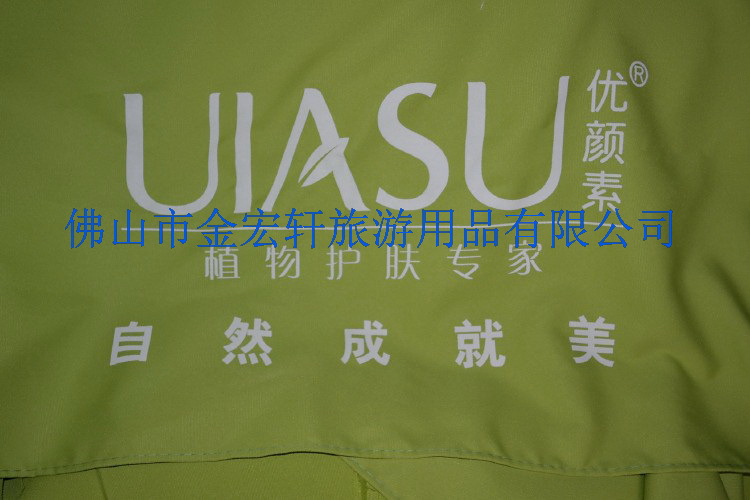 UIASU
优颜素®
佛山市金宏轩旅游用品有限公司
植物护肤专家
自然成就美